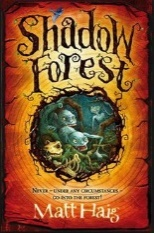 Shadow
Forest
NEVER - UNDER ANY CIRCUMSTANCES -
GO INTO THE FOREST!
Matt Haig